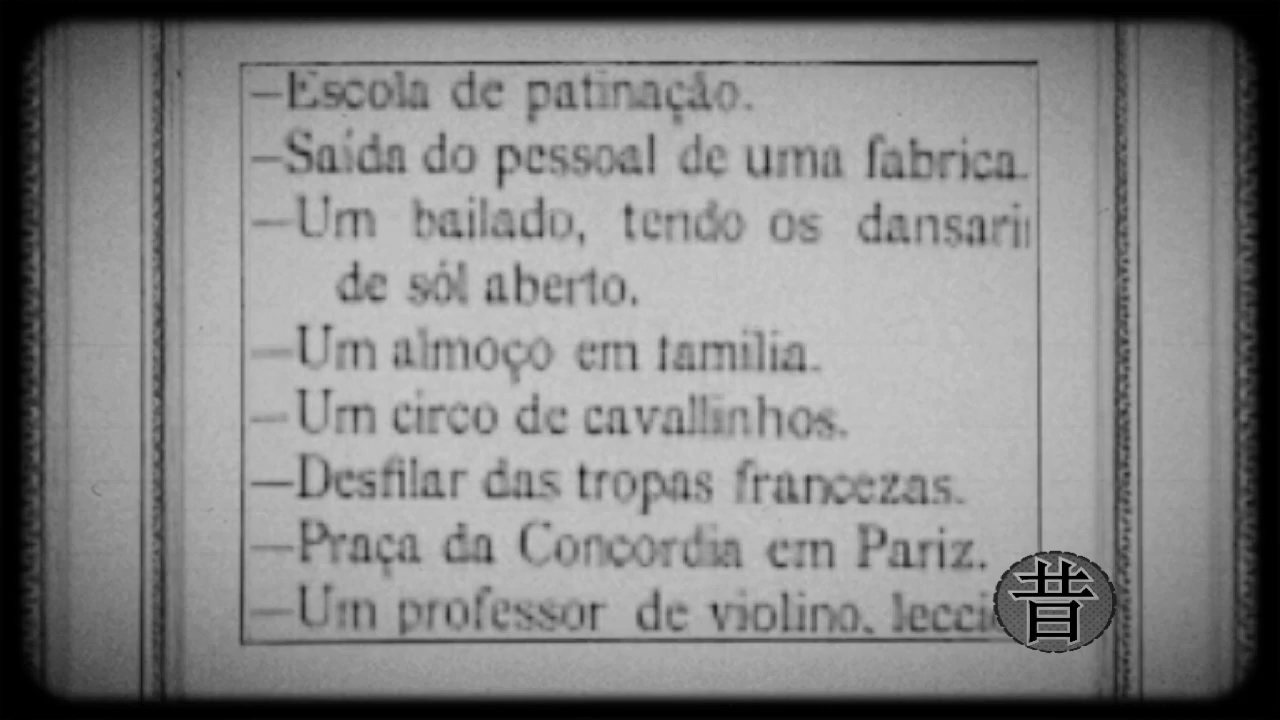 —Escola de patinação.
—Saída do pessoal de uma fabrica.
—Um bailado, tendo os
de sól aberto.
—Um almoço em familia.
—Um circo de cavallinhos.
—Desfilar das tropas francezas.
—Praça da Concordia em Pariz.
—Um professor de violino,
昔